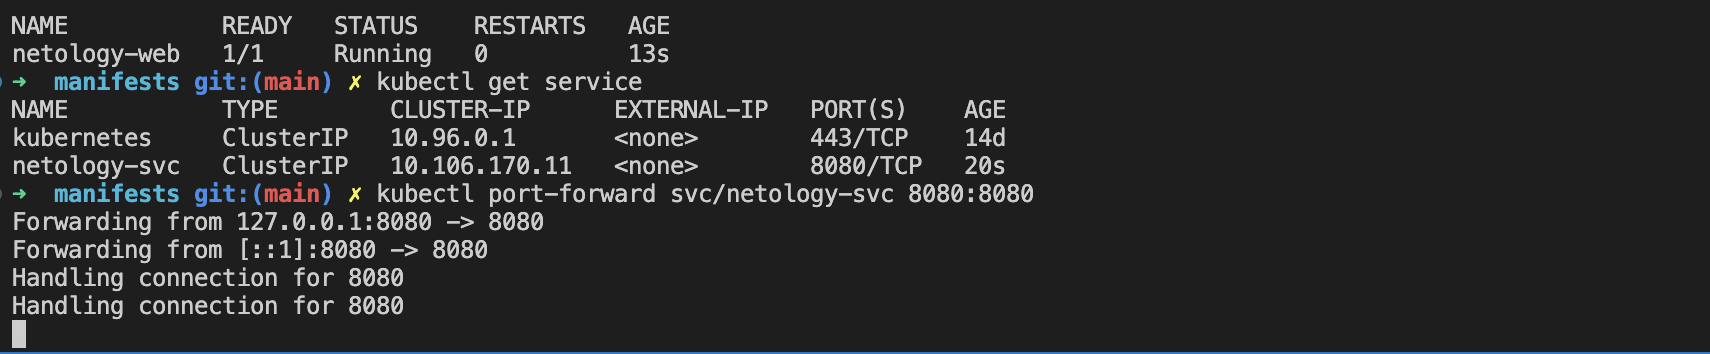 NAME           READY   STATUS    RESTARTS   AGE
netology-web   1/1     Running   0          13s
➜  manifests git:(main) ✗ kubectl get service
NAME           TYPE        CLUSTER-IP      EXTERNAL-IP   PORT(S)    AGE
kubernetes     ClusterIP   10.96.0.1       <none>        443/TCP    14d
netology-svc   ClusterIP   10.106.170.11   <none>        8080/TCP   20s
➜  manifests git:(main) ✗ kubectl port-forward svc/netology-svc 8080:8080
Forwarding from 127.0.0.1:8080 -> 8080
Forwarding from [::1]:8080 -> 8080
Handling connection for 8080
Handling connection for 8080